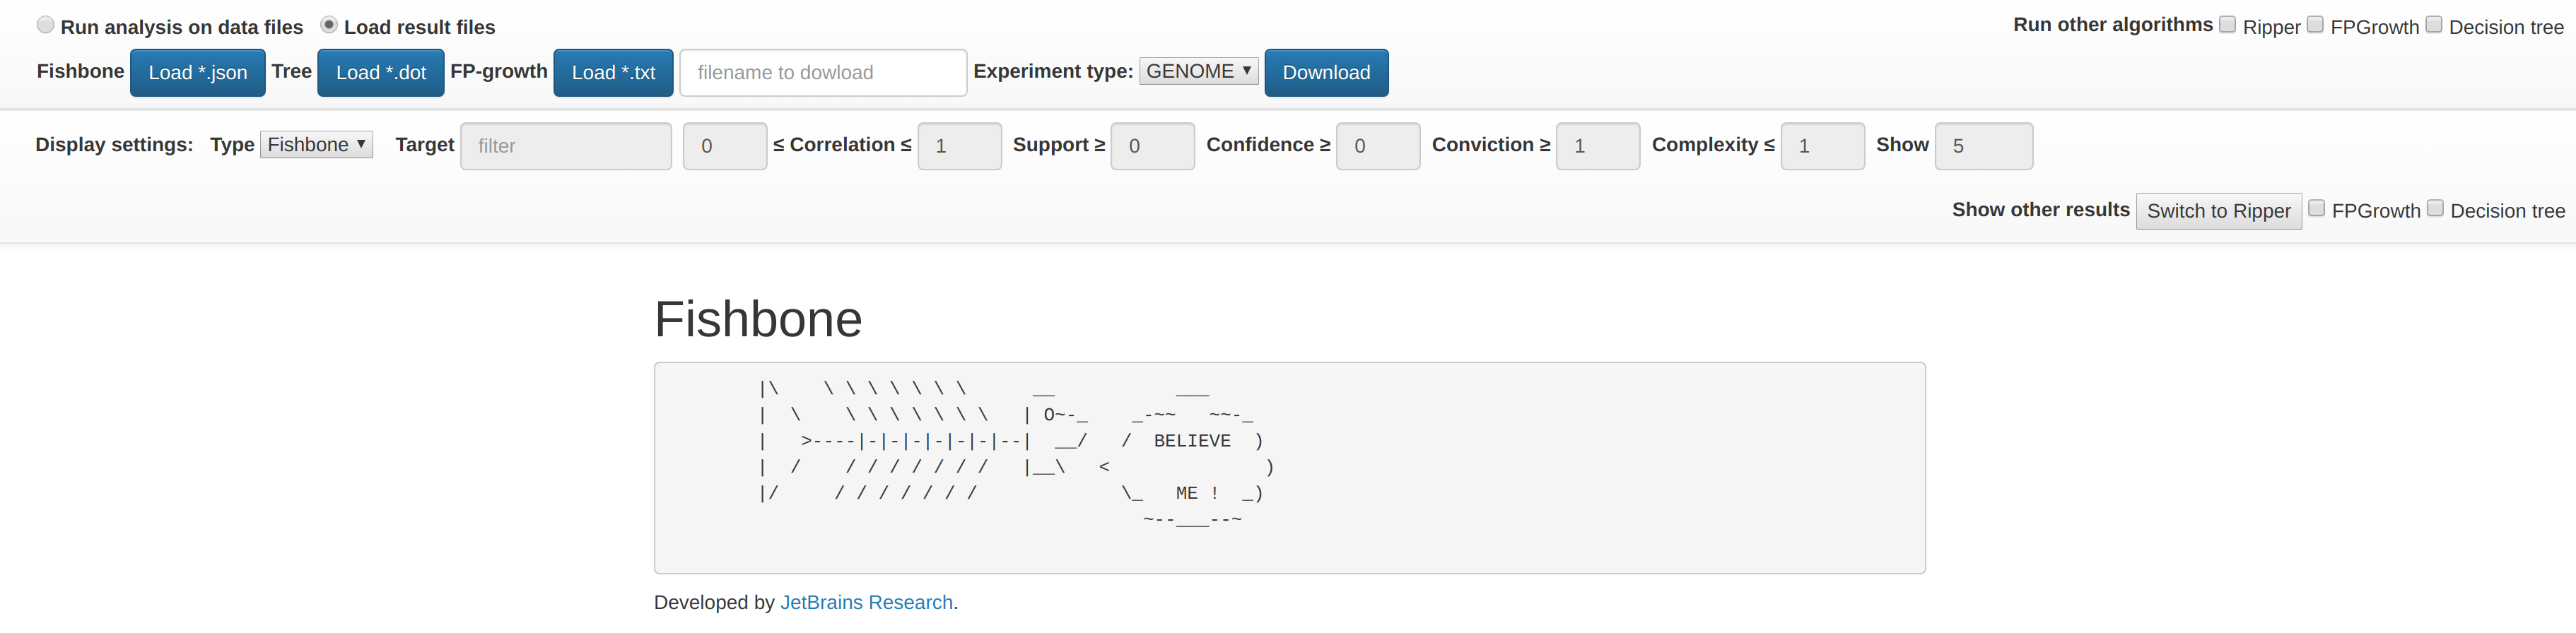 Run analysis on data files Load result files Run other algorithms Ripper FPGrowth Decision tree
Fishbone Load *.json Tree Load *.dot FP-growth Load *.txt filename to dowload Experiment type: GENOME ▼ Download
Display settings: Type Fishbone ▼ Target filter 0 ≤ Correlation ≤ 1 Support ≥ 0 Confidence ≥ 0 Conviction ≥ 1 Complexity ≤ 1 Show 5
Show other results Switch to Ripper FPGrowth Decision tree
Fishbone
|\    \ \ \ \ \ \ \      __           ___
|  \    \ \ \ \ \ \ \   | O~-_    _-~~   ~~-_
|   >----|-|-|-|-|-|-|--|  __/   /  BELIEVE  )
|  /    / / / / / / /   |__\   <              )
|/     / / / / / / /             \_   ME !  _)
                                   ~--___--~
Developed by JetBrains Research.